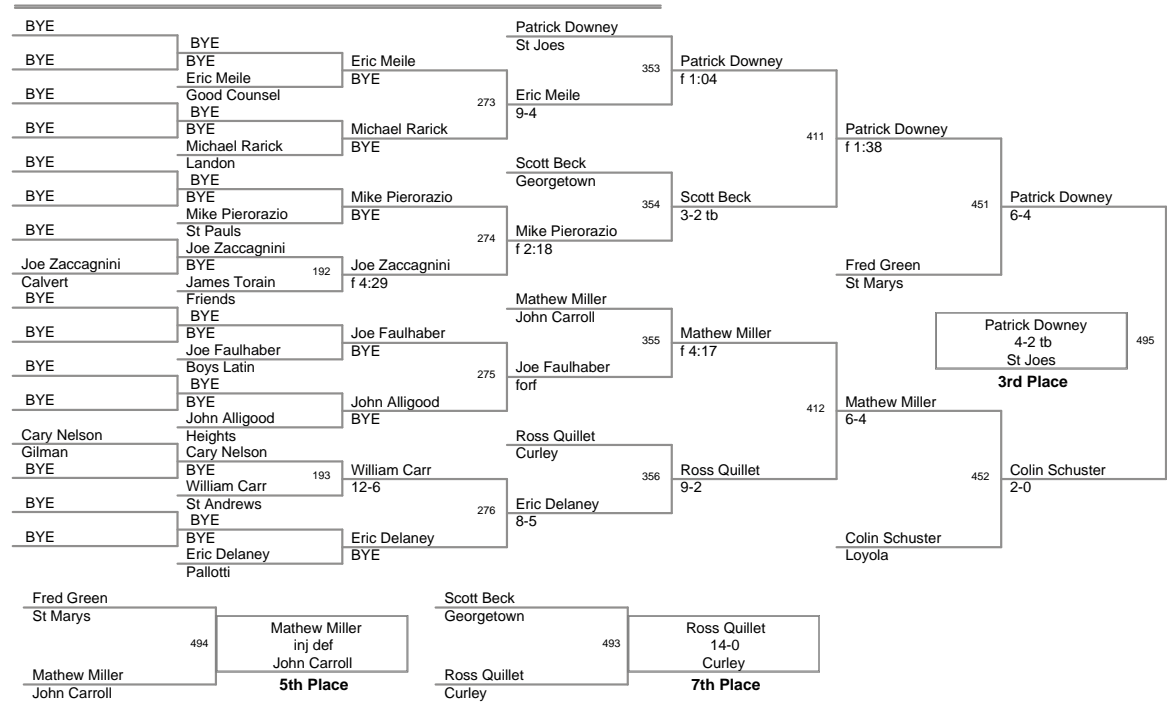 BYE
BYE
BYE
BYE
BYE
BYE
BYE
Joe Zaccagnini
Calvert
BYE
BYE
BYE
BYE
Cary Nelson
Gilman
BYE
BYE
BYE
BYE
BYE
Eric Meile
Good Counsel
BYE
BYE
Michael Rarick
Landon
BYE
BYE
Mike Pierorazio
St Pauls
Joe Zaccagnini
BYE
192
James Torain
Friends
BYE
BYE
Joe Faulhaber
Boys Latin
BYE
BYE
John Alligood
Heights
Cary Nelson
BYE
193
William Carr
St Andrews
BYE
BYE
Eric Delaney
Pallotti
Eric Meile
BYE
273
Michael Rarick
BYE
Mike Pierorazio
BYE
274
Joe Zaccagnini
f 4:29
Joe Faulhaber
BYE
275
John Alligood
BYE
William Carr
12-6
276
Eric Delaney
BYE
Patrick Downey
St Joes
353
Eric Meile
9-4
Scott Beck
Georgetown
354
Mike Pierorazio
f 2:18
Mathew Miller
John Carroll
355
Joe Faulhaber
forf
Ross Quillet
Curley
356
Eric Delaney
8-5
Patrick Downey
f 1:04
411
Scott Beck
3-2 tb
Mathew Miller
f 4:17
412
Ross Quillet
9-2
Patrick Downey
f 1:38
451
Fred Green
St Marys
Mathew Miller
6-4
452
Colin Schuster
Loyola
Patrick Downey
6-4
495
Colin Schuster
2-0
Patrick Downey
4-2 tb
St Joes
3rd Place
Fred Green
St Marys
494
Mathew Miller
John Carroll
Mathew Miller
inj def
John Carroll
5th Place
Scott Beck
Georgetown
493
Ross Quillet
Curley
Ross Quillet
14-0
Curley
7th Place